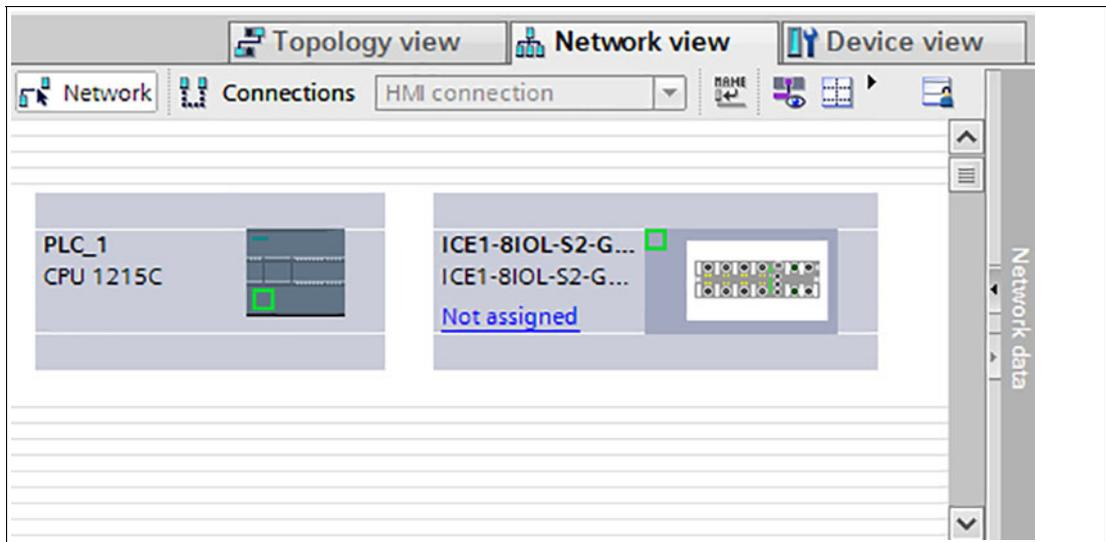 Topology view Network view Device view
Network Connections HMI connection NAME
PLC_1
CPU 1215C
ICE1-8IOL-S2-G...
ICE1-8IOL-S2-G...
Not assigned
Network data